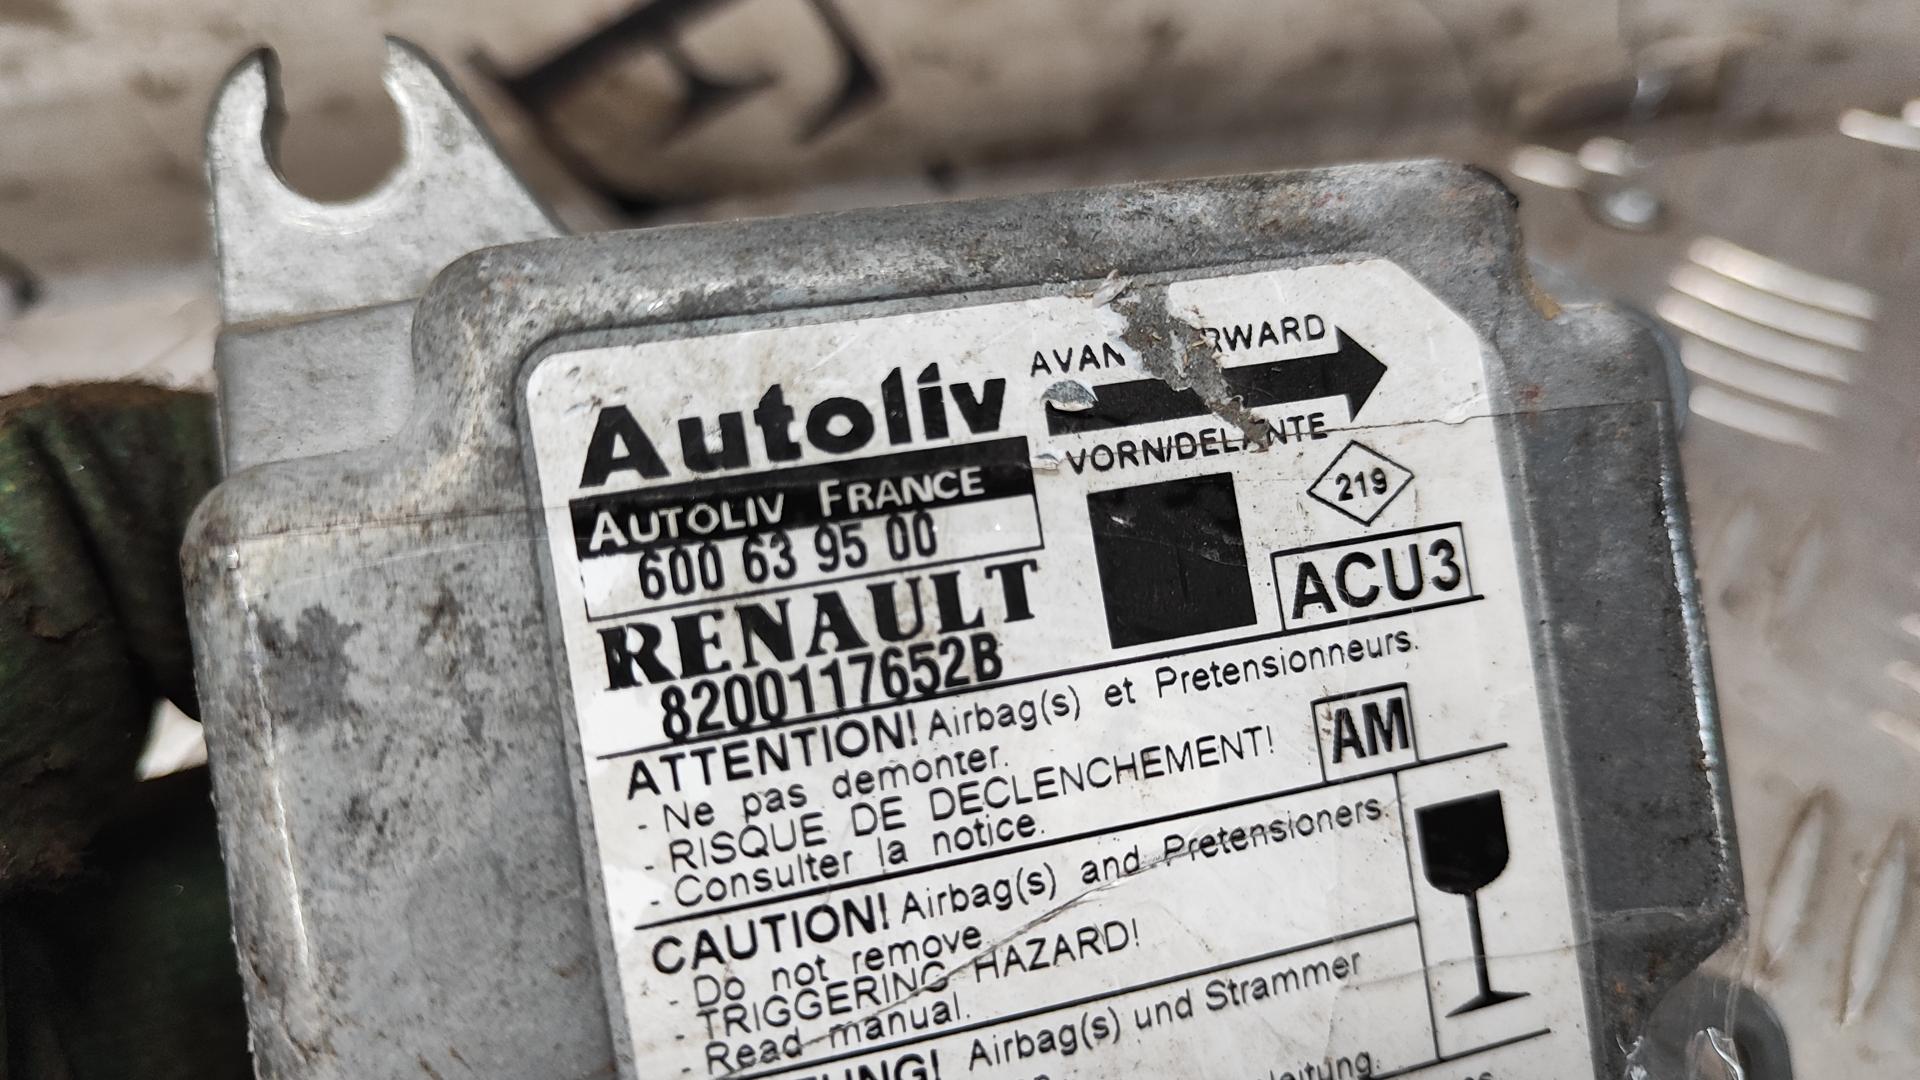 E
Autoliv
AUTOLIV FRANCE
600 63 95 00
RENAULT
8200117652B
RWARD
VORN/DELANTE
219
ACU3
ATTENTION! Airbag(s) et Pretensionneurs.
- Ne pas demonter.
- RISQUE DE DECLENCHEMENT!
- Consulter la notice.
AM
CAUTION! Airbag(s) and Pretensioners.
- Do not remove
- TRIGGERING HAZARD!
- Read manual.
Airbag(s) und Strammer